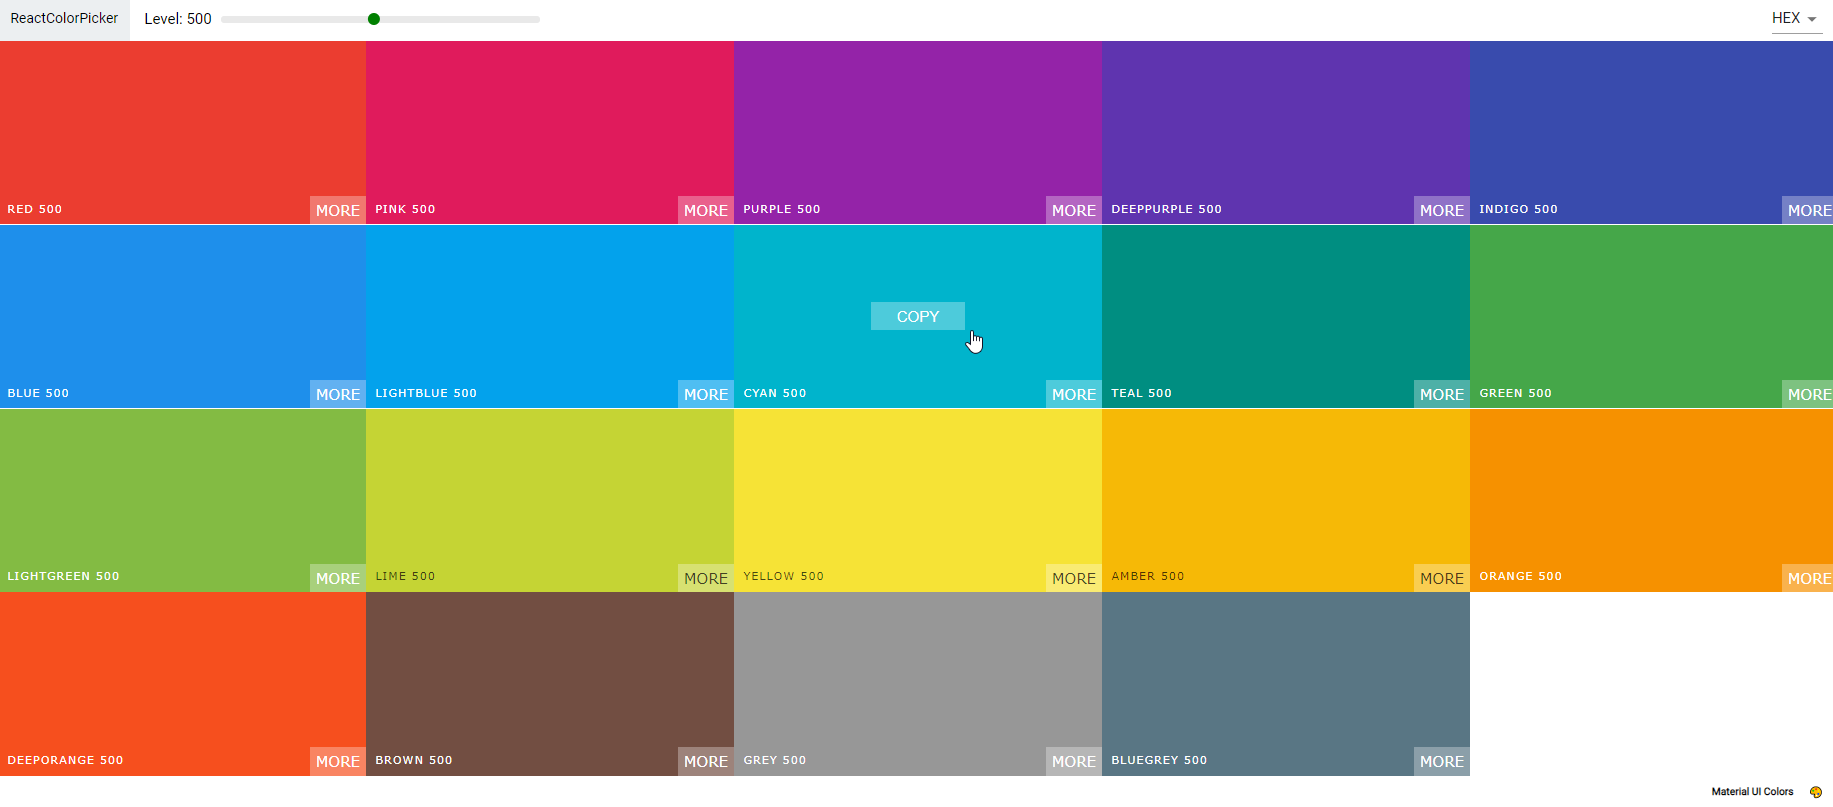 ReactColorPicker Level: 500 HEX
RED 500 MORE PINK 500 MORE PURPLE 500 MORE DEEPPURPLE 500 MORE INDIGO 500 MORE
COPY
BLUE 500 MORE LIGHTBLUE 500 MORE CYAN 500 MORE TEAL 500 MORE GREEN 500 MORE
LIGHTGREEN 500 MORE LIME 500 MORE YELLOW 500 MORE AMBER 500 MORE ORANGE 500 MORE
DEEPORANGE 500 MORE BROWN 500 MORE GREY 500 MORE BLUEGREY 500 MORE
Material UI Colors